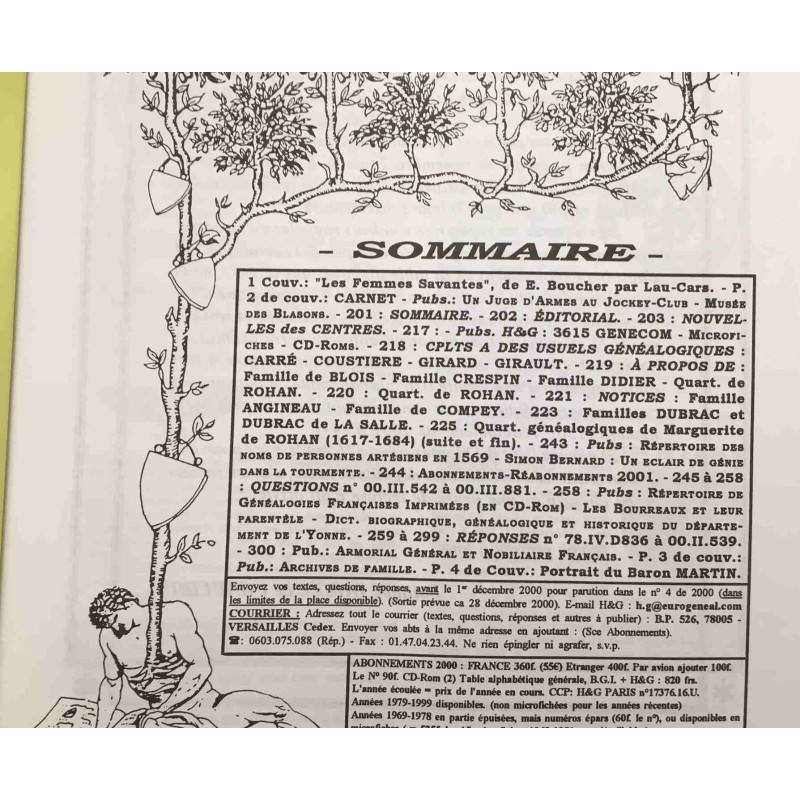 - SOMMAIRE -
1 Couv.: "Les Femmes Savantes", de E. Boucher par Lau-Cars. - P.
2 de couv.: CARNET - Pubs.: UN JUGE D'ARMES AU JOCKEY-CLUB - MUSÉE
DES BLASONS. - 201 : SOMMAIRE. - 202 : ÉDITORIAL. - 203 : NOUVEL-
LES des CENTRES. - 217 : - Pubs. H&G : 3615 GENECOM - MICROFI-
CHES - CD-ROMS. - 218 : CPLTS A DES USUELS GÉNÉALOGIQUES :
CARRÉ - COUSTIERE - GIRARD - GIRAULT. - 219 : À PROPOS DE :
Famille de BLOIS - Famille CRESPIN - Famille DIDIER - Quart. de
ROHAN. - 220 : Quart. de ROHAN. - 221 : NOTICES : Famille
ANGINEAU - Famille de COMPEY. - 223 : Familles DUBRAC et
DUBRAC de LA SALLE. - 225 : Quart. généalogiques de Marguerite
de ROHAN (1617-1684) (suite et fin). - 243 : Pubs : RÉPERTOIRE DES
NOMS DE PERSONNES ARTÉSIENS EN 1569 - SIMON BERNARD : UN ECLAIR DE GÉNIE
DANS LA TOURMENTE. - 244 : ABONNEMENTS-RÉABONNEMENTS 2001. - 245 à 258
: QUESTIONS n° 00.III.542 à 00.III.881. - 258 : Pubs : RÉPERTOIRE DE
GÉNÉALOGIES FRANÇAISES IMPRIMÉES (EN CD-ROM) - LES BOURREAUX ET LEUR
PARENTÈLE - DICT. BIOGRAPHIQUE, GÉNÉALOGIQUE ET HISTORIQUE DU DÉPARTE-
MENT DE L'YONNE. - 259 à 299 : RÉPONSES n° 78.IV.D836 à 00.II.539.
- 300 : Pub.: ARMORIAL GÉNÉRAL ET NOBILIAIRE FRANÇAIS. - P. 3 de couv.:
Pub.: ARCHIVES DE FAMILLE. - P. 4 de Couv.: Portrait du Baron MARTIN.
Envoyez vos textes, questions, réponses, avant le 1er décembre 2000 pour parution dans le n° 4 de 2000 (dans
les limites de la place disponible). (Sortie prévue ca 28 décembre 2000). E-mail H&G : h.g@eurogeneal.com
COURRIER : Adressez tout le courrier (textes, questions, réponses et autres à publier) : B.P. 526, 78005 -
VERSAILLES Cedex. Envoyer vos abts à la même adresse en ajoutant : (Sce Abonnements).
☎: 0603.075.088 (Rép.) - Fax : 01.47.04.23.44. Ne rien épingler ni agrafer, s.v.p.
ABONNEMENTS 2000 : FRANCE 360f. (55€) Etranger 400f. Par avion ajouter 100f.
Le N° 90f. CD-Rom (2) Table alphabétique générale, B.G.I. + H&G : 820 frs.
L'année écoulée = prix de l'année en cours. CCP: H&G PARIS n°17376.16.U.
Années 1979-1999 disponibles. (non microfichées pour les années récentes)
Années 1969-1978 en partie épuisées, mais numéros épars (60f. le n°), ou disponibles en